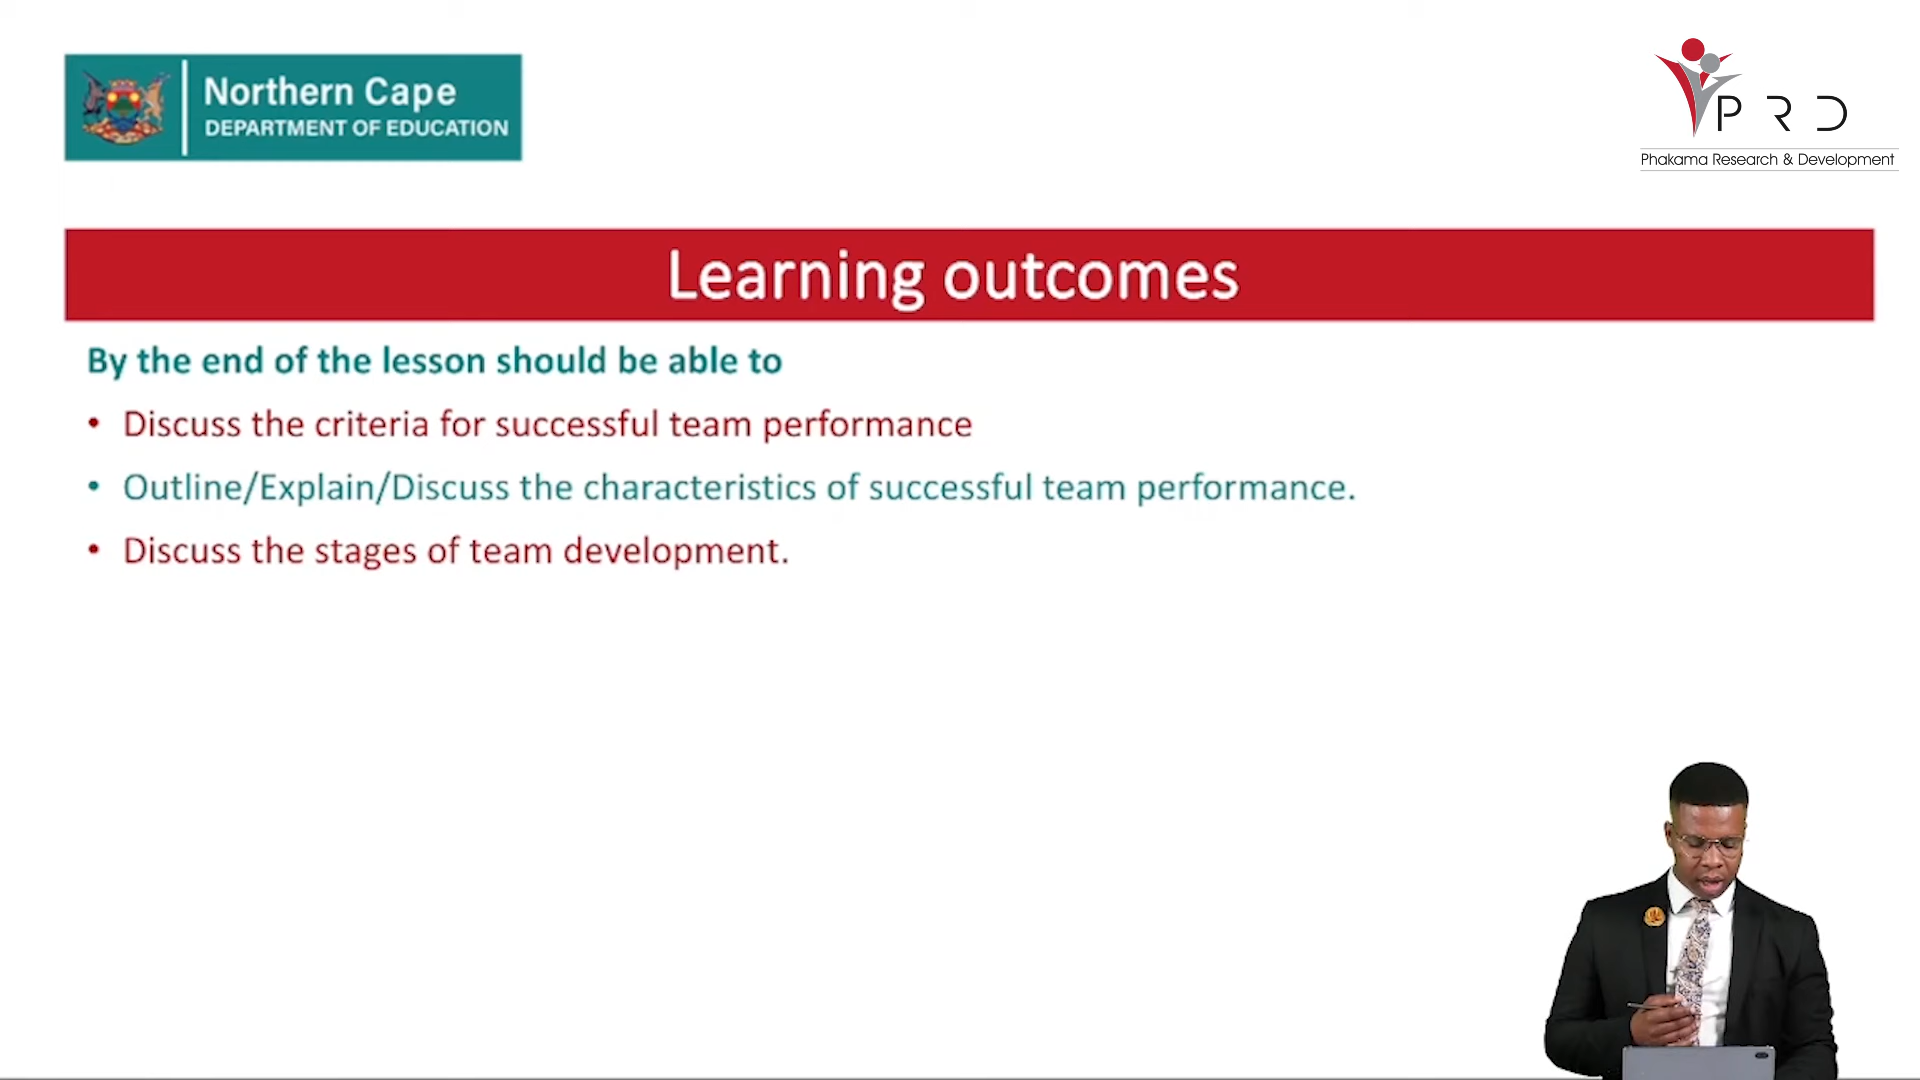 Northern Cape
DEPARTMENT OF EDUCATION
P R D
Phakama Research & Development
Learning outcomes
By the end of the lesson should be able to
• Discuss the criteria for successful team performance
• Outline/Explain/Discuss the characteristics of successful team performance.
• Discuss the stages of team development.